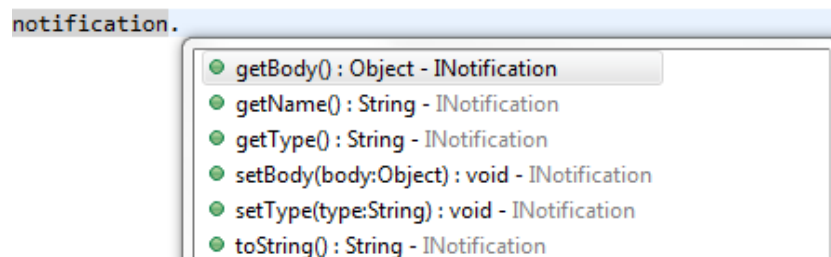 notification.
getBody() : Object - INotification
getName() : String - INotification
getType() : String - INotification
setBody(body:Object) : void - INotification
setType(type:String) : void - INotification
toString() : String - INotification